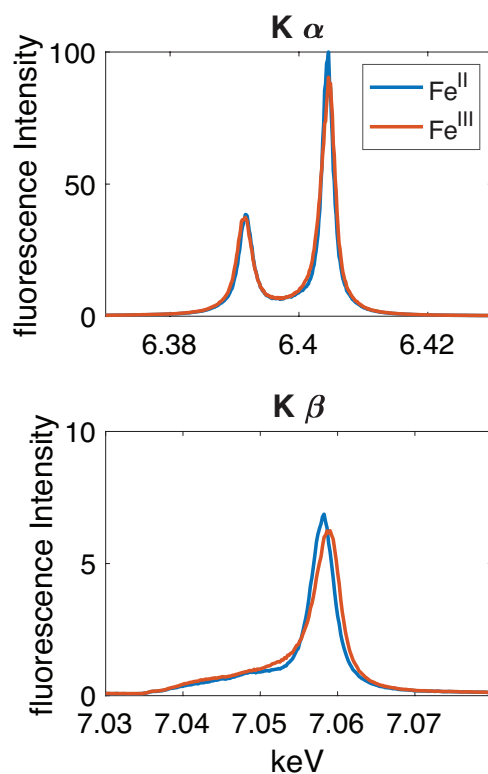 K α
fluorescence Intensity
100
50
0
6.38 6.4 6.42
Fe^II
Fe^III
K β
fluorescence Intensity
10
5
0
7.03 7.04 7.05 7.06 7.07
keV